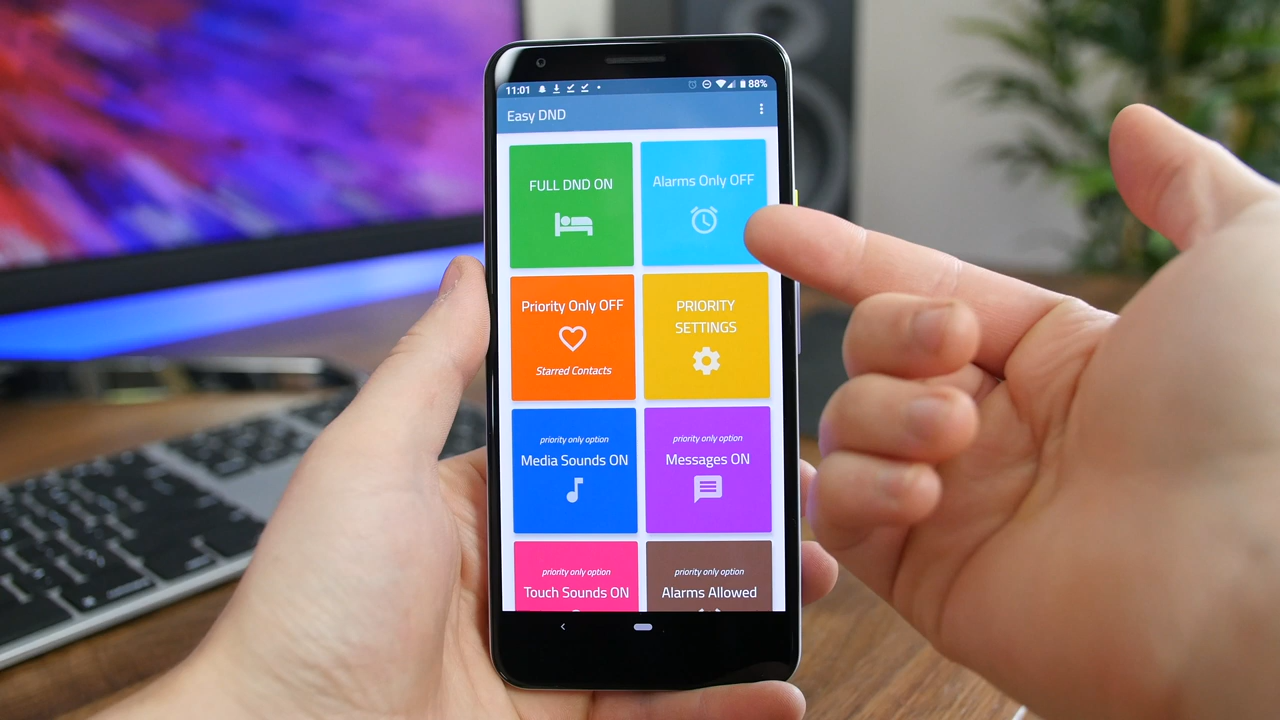 11:01
88%
Easy DND
FULL DND ON
Alarms Only OFF
Priority Only OFF
Starred Contacts
PRIORITY
SETTINGS
priority only option
Media Sounds ON
priority only option
Messages ON
priority only option
Touch Sounds ON
priority only option
Alarms Allowed